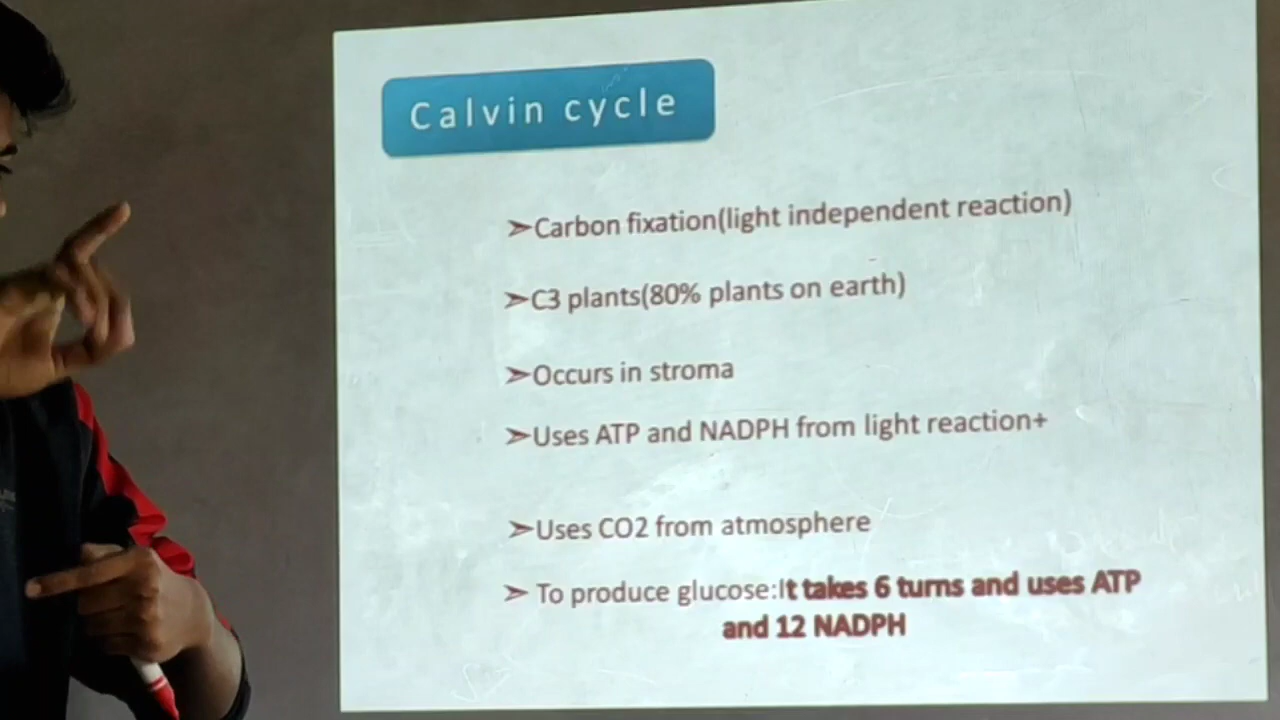 Calvin cycle
➢Carbon fixation(light independent reaction)
➢C3 plants(80% plants on earth)
➢Occurs in stroma
➢Uses ATP and NADPH from light reaction+
➢Uses CO2 from atmosphere
➢ To produce glucose:It takes 6 turns and uses ATP
and 12 NADPH